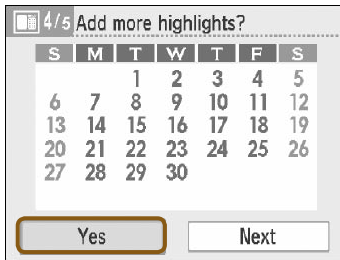 4/5 Add more highlights?
S M T W T F S
1 2 3 4 5
6 7 8 9 10 11 12
13 14 15 16 17 18 19
20 21 22 23 24 25 26
27 28 29 30
Yes Next